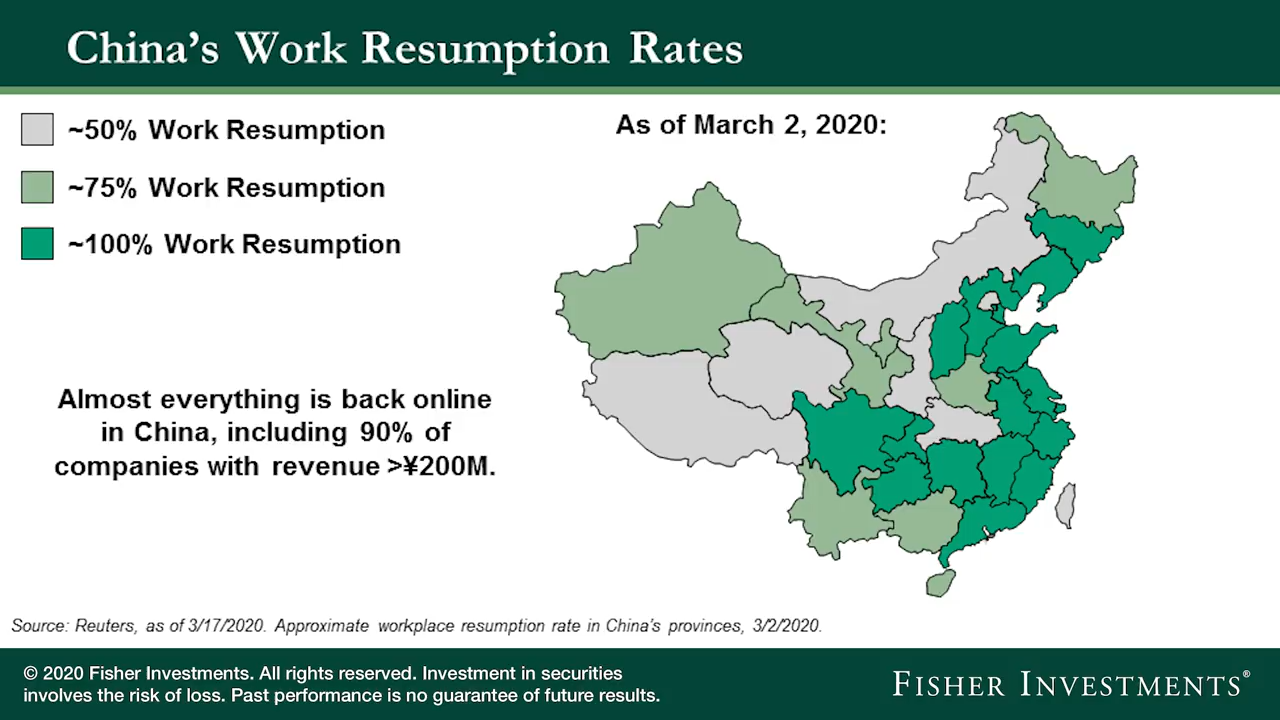 China's Work Resumption Rates
~50% Work Resumption
As of March 2, 2020:
~75% Work Resumption
~100% Work Resumption
Almost everything is back online
in China, including 90% of
companies with revenue >¥200M.
Source: Reuters, as of 3/17/2020. Approximate workplace resumption rate in China's provinces, 3/2/2020.
© 2020 Fisher Investments. All rights reserved. Investment in securities
involves the risk of loss. Past performance is no guarantee of future results.
FISHER INVESTMENTS®